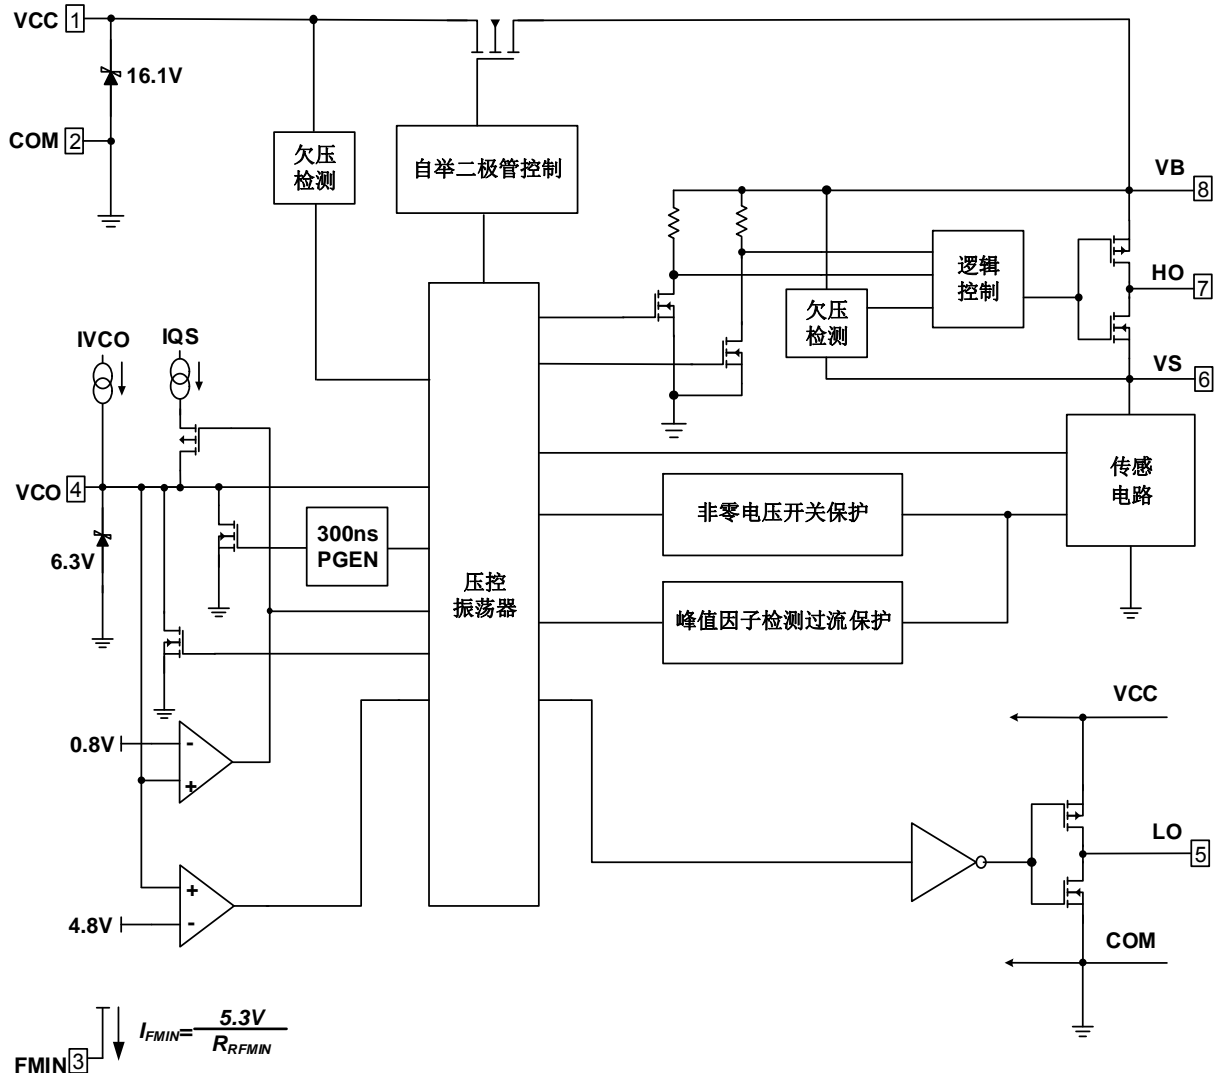 VCC 1
16.1V
COM 2
欠压
检测
自举二极管控制
VB
8
逻辑
控制
HO
7
欠压
检测
VS
6
IVCO
IQS
VCO 4
6.3V
300ns
PGEN
压控
振荡器
非零电压开关保护
峰值因子检测过流保护
传感
电路
0.8V
-
+
4.8V
+
-
VCC
LO
5
COM
I_FMIN=5.3V/R_RFMIN
FMIN 3